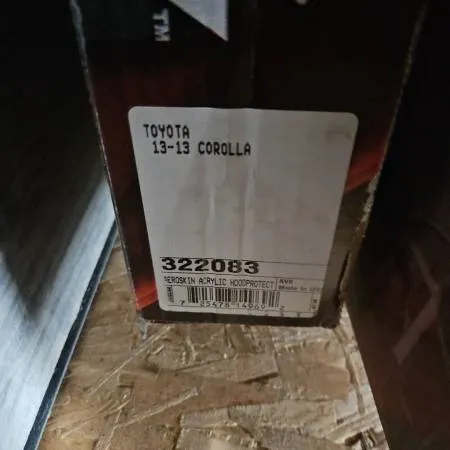 TM
TOYOTA
13-13 COROLLA
322083
AEROSKIN ACRYLIC HOODPROTECT
AVS